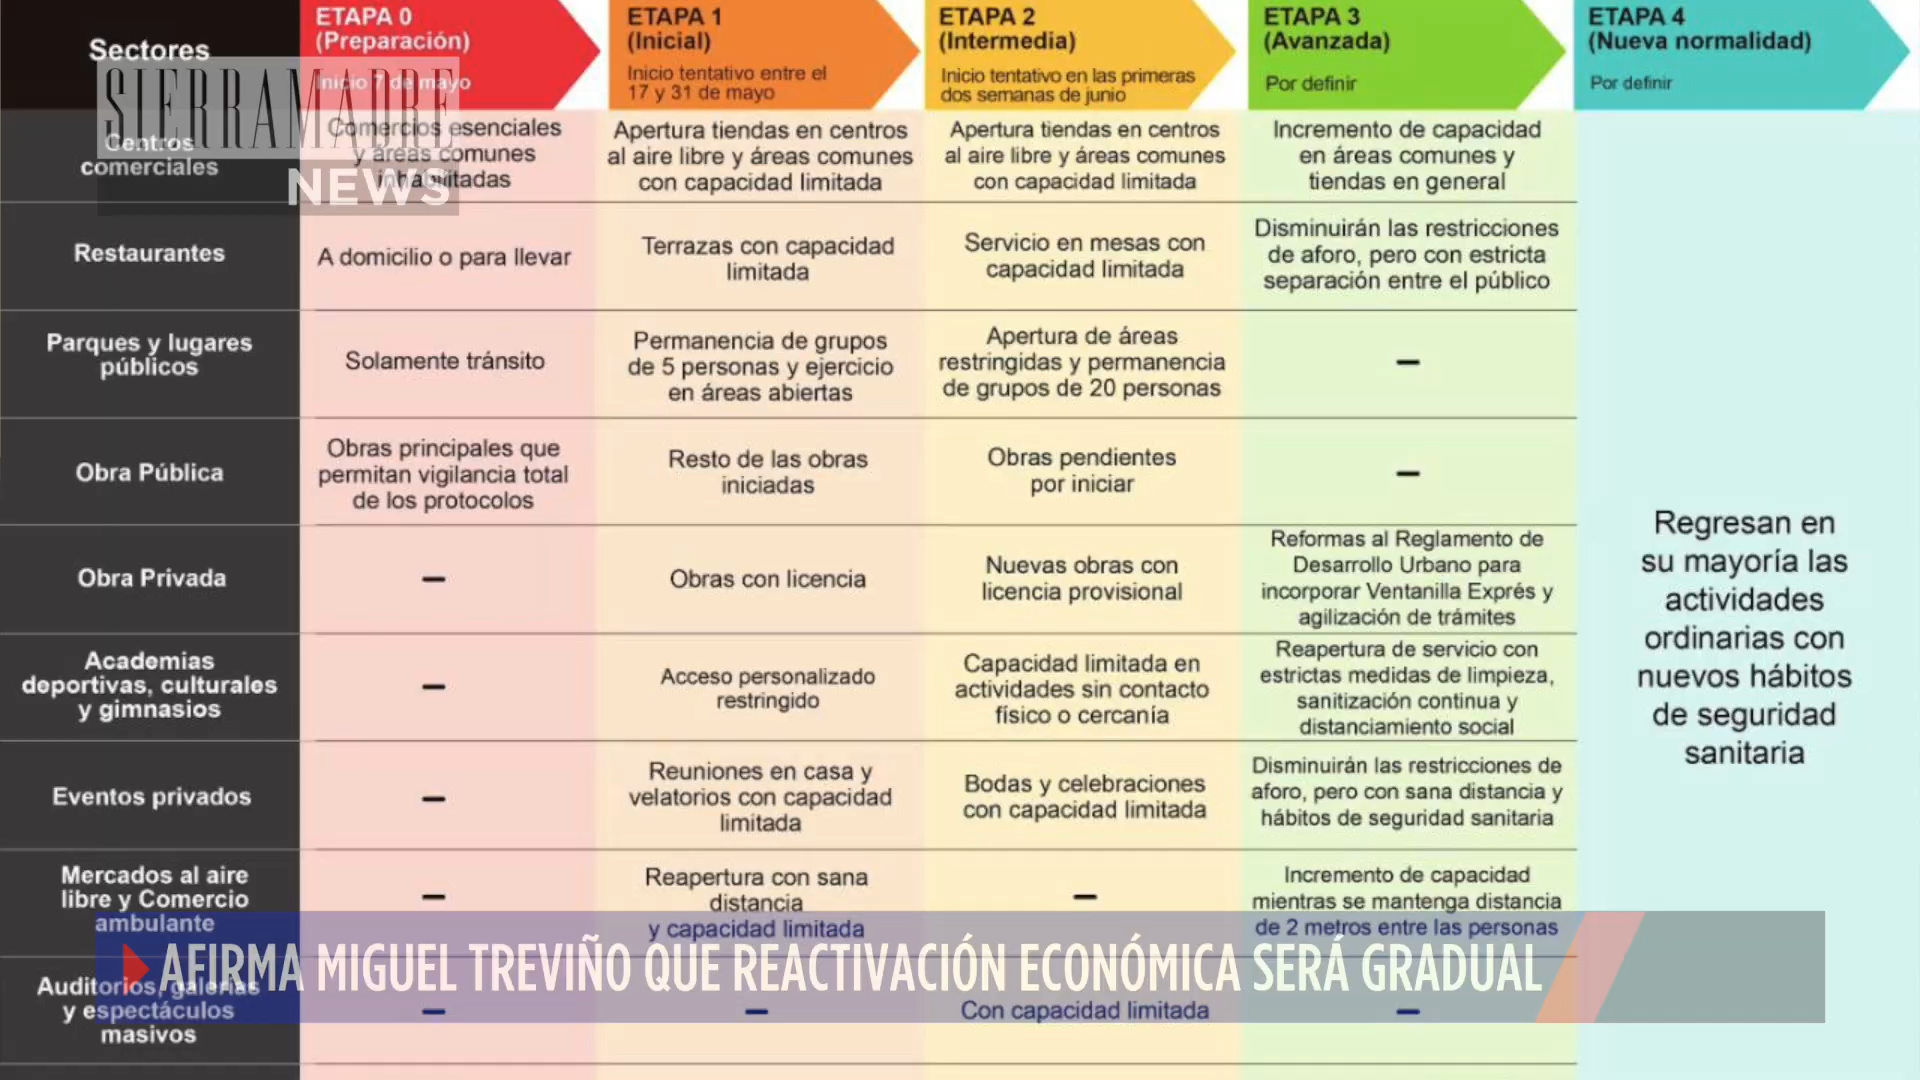 Sectores
ETAPA 0
(Preparación)
Inicio 7 de mayo
ETAPA 1
(Inicial)
Inicio tentativo entre el
17 y 31 de mayo
ETAPA 2
(Intermedia)
Inicio tentativo en las primeras
dos semanas de junio
ETAPA 3
(Avanzada)
Por definir
ETAPA 4
(Nueva normalidad)
Por definir
SIERRAMADRE
NEWS
Centros
comerciales
Comercios esenciales
y áreas comunes
inhabilitadas
Apertura tiendas en centros
al aire libre y áreas comunes
con capacidad limitada
Apertura tiendas en centros
al aire libre y áreas comunes
con capacidad limitada
Incremento de capacidad
en áreas comunes y
tiendas en general
Restaurantes
A domicilio o para llevar
Terrazas con capacidad
limitada
Servicio en mesas con
capacidad limitada
Disminuirán las restricciones
de aforo, pero con estricta
separación entre el público
Parques y lugares
públicos
Solamente tránsito
Permanencia de grupos
de 5 personas y ejercicio
en áreas abiertas
Apertura de áreas
restringidas y permanencia
de grupos de 20 personas
–
Obra Pública
Obras principales que
permitan vigilancia total
de los protocolos
Resto de las obras
iniciadas
Obras pendientes
por iniciar
–
Obra Privada
–
Obras con licencia
Nuevas obras con
licencia provisional
Reformas al Reglamento de
Desarrollo Urbano para
incorporar Ventanilla Exprés y
agilización de trámites
Academias
deportivas, culturales
y gimnasios
–
Acceso personalizado
restringido
Capacidad limitada en
actividades sin contacto
físico o cercanía
Reapertura de servicio con
estrictas medidas de limpieza,
sanitización continua y
distanciamiento social
Eventos privados
–
Reuniones en casa y
velatorios con capacidad
limitada
Bodas y celebraciones
con capacidad limitada
Disminuirán las restricciones de
aforo, pero con sana distancia y
hábitos de seguridad sanitaria
Mercados al aire
libre y Comercio
ambulante
–
Reapertura con sana
distancia
y capacidad limitada
–
Incremento de capacidad
mientras se mantenga distancia
de 2 metros entre las personas
Auditorios, galerías
y espectáculos
masivos
–
–
Con capacidad limitada
–
Regresan en
su mayoría las
actividades
ordinarias con
nuevos hábitos
de seguridad
sanitaria
AFIRMA MIGUEL TREVIÑO QUE REACTIVACIÓN ECONÓMICA SERÁ GRADUAL